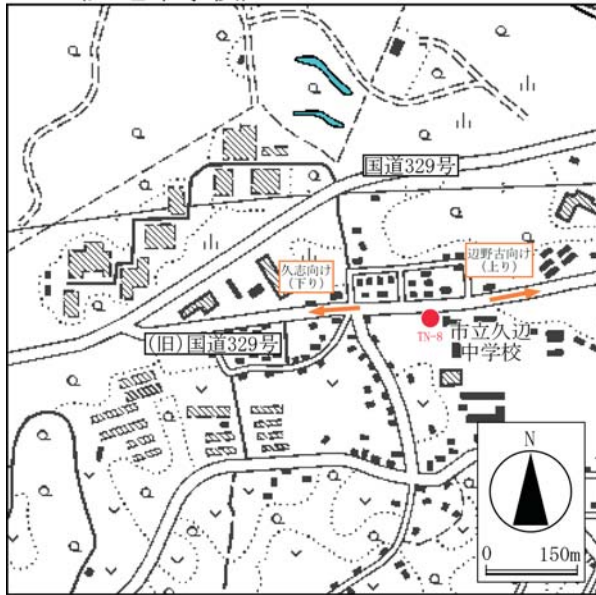 国道329号
辺野古向け
(上り)
久志向け
(下り)
TN-8
市立久辺
中学校
(旧)国道329号
N
0 150m